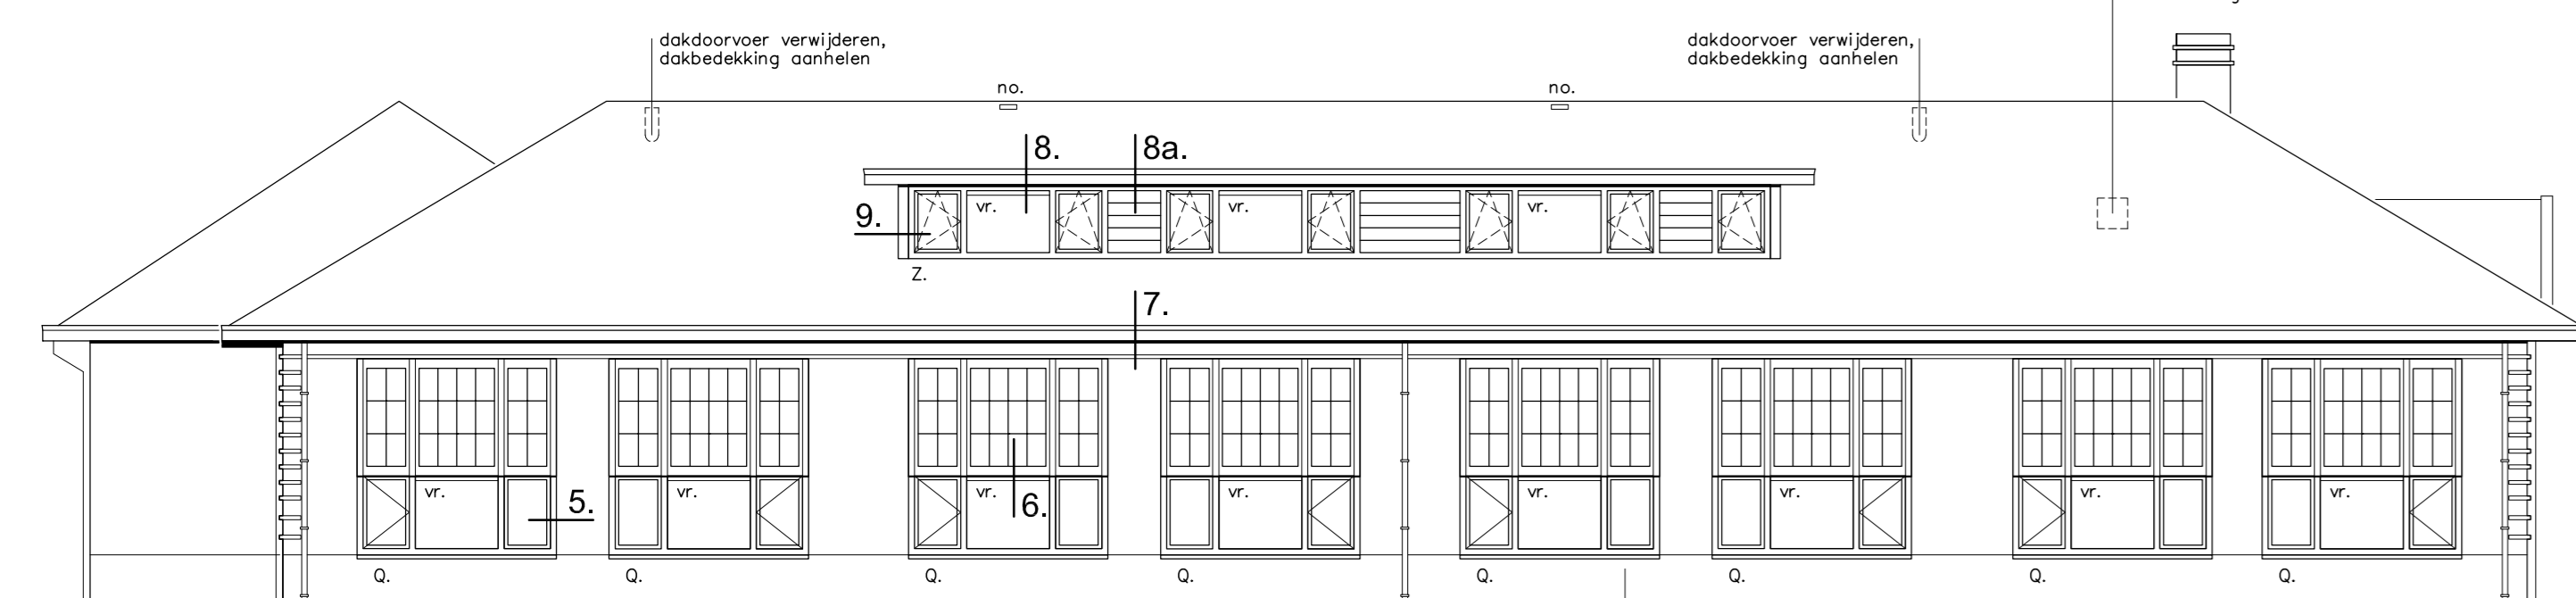 dakdoorvoer verwijderen,
dakbedekking aanhelen
dakdoorvoer verwijderen,
dakbedekking aanhelen
no.
no.
8.
8a.
9.
vr.
vr.
vr.
Z.
7.
vr.
vr.
vr.
vr.
vr.
vr.
vr.
vr.
5.
6.
Q.
Q.
Q.
Q.
Q.
Q.
Q.
Q.